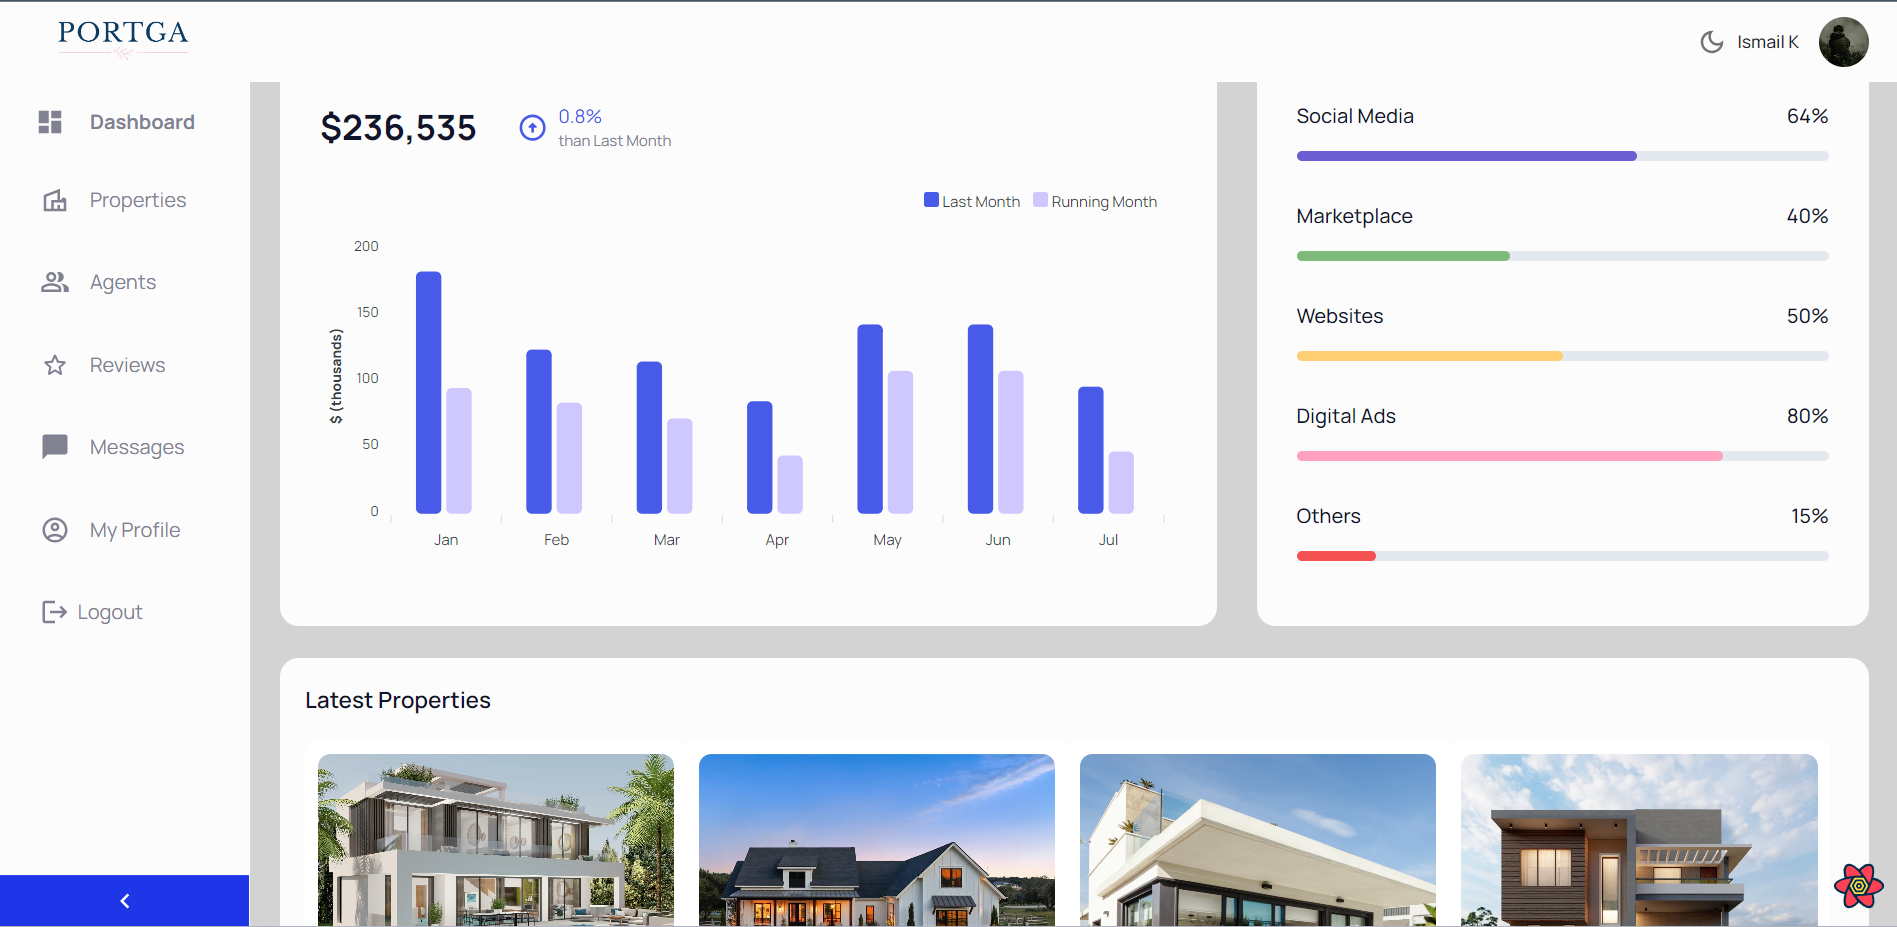 PORTGA
Ismail K
Dashboard
Properties
Agents
Reviews
Messages
My Profile
Logout
$236,535
0.8%
than Last Month
Last Month
Running Month
$ (thousands)
200
150
100
50
0
Jan
Feb
Mar
Apr
May
Jun
Jul
Social Media 64%
Marketplace 40%
Websites 50%
Digital Ads 80%
Others 15%
Latest Properties